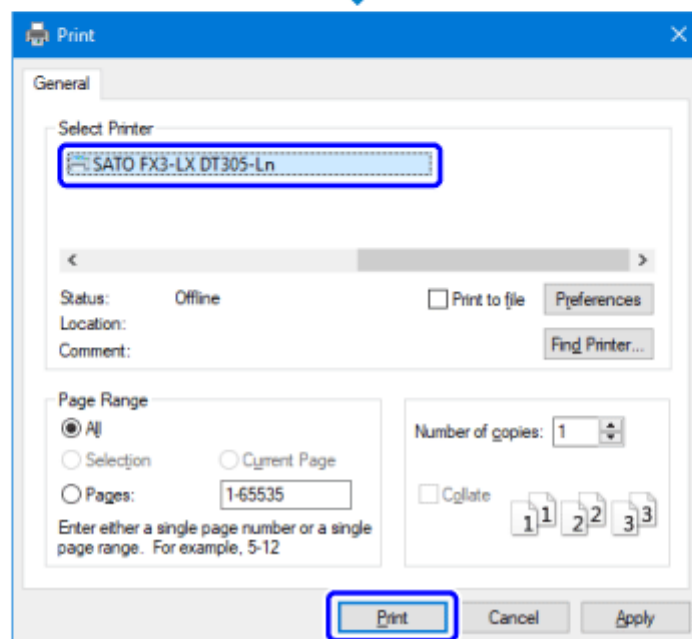 Print
General
Select Printer
SATO FX3-LX DT305-Ln
Status: Offline
Print to file Preferences
Location:
Comment:
Find Printer...
Page Range
All
Selection Current Page
Pages: 1-65535
Enter either a single page number or a single
page range. For example, 5-12
Number of copies: 1
Collate
1 1 2 2 3 3
Print Cancel Apply